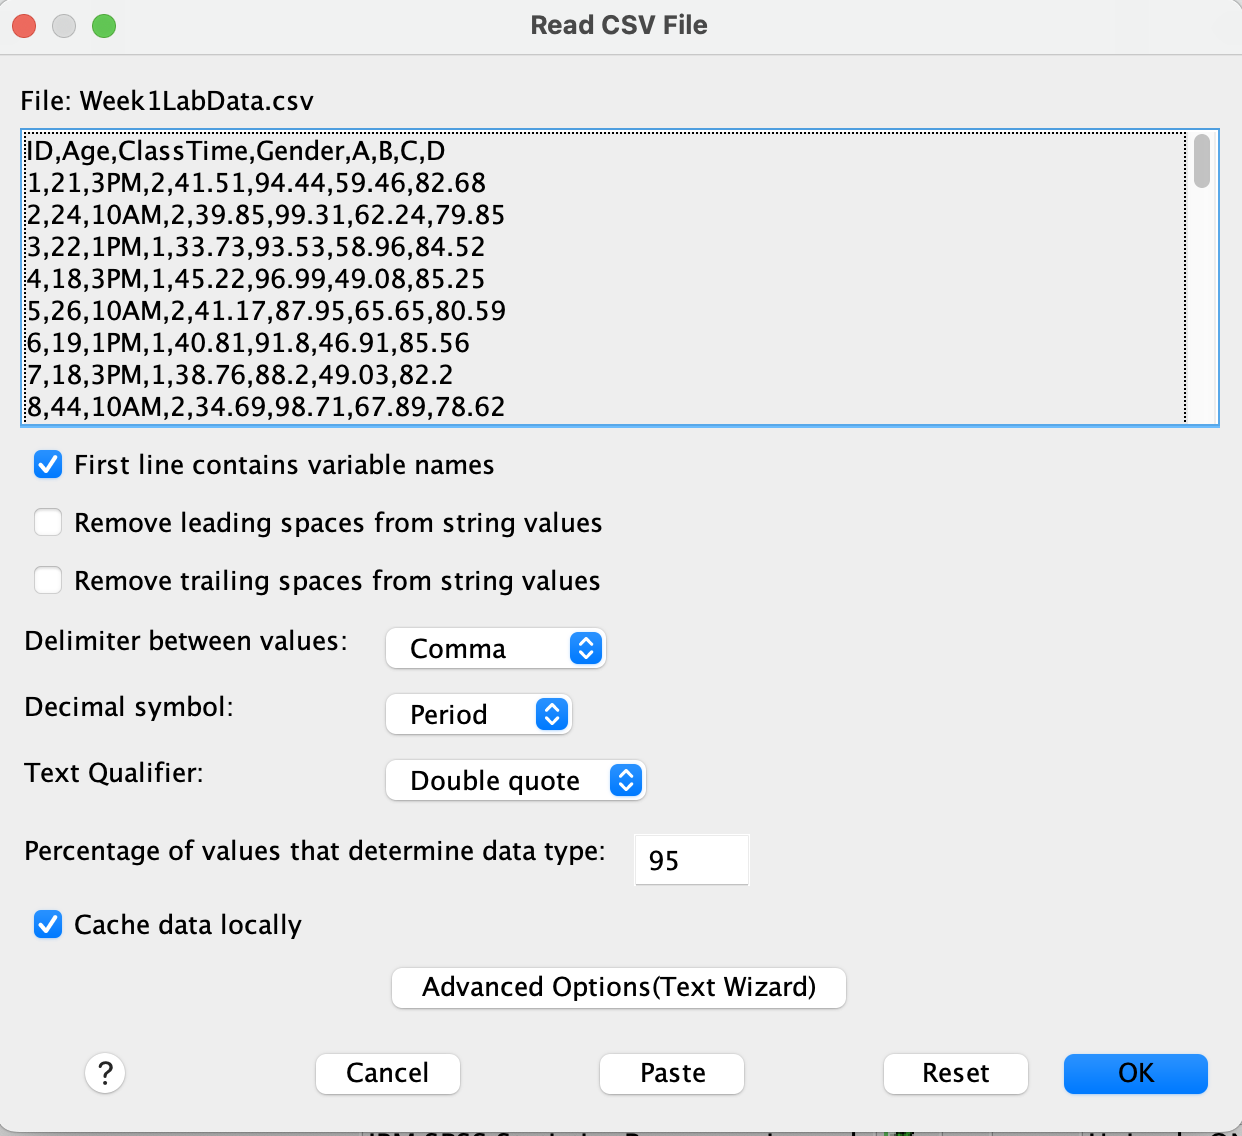 Read CSV File
File: Week1LabData.csv
ID,Age,ClassTime,Gender,A,B,C,D
1,21,3PM,2,41.51,94.44,59.46,82.68
2,24,10AM,2,39.85,99.31,62.24,79.85
3,22,1PM,1,33.73,93.53,58.96,84.52
4,18,3PM,1,45.22,96.99,49.08,85.25
5,26,10AM,2,41.17,87.95,65.65,80.59
6,19,1PM,1,40.81,91.8,46.91,85.56
7,18,3PM,1,38.76,88.2,49.03,82.2
8,44,10AM,2,34.69,98.71,67.89,78.62
First line contains variable names
Remove leading spaces from string values
Remove trailing spaces from string values
Delimiter between values: Comma
Decimal symbol: Period
Text Qualifier: Double quote
Percentage of values that determine data type: 95
Cache data locally
Advanced Options(Text Wizard)
? Cancel Paste Reset OK